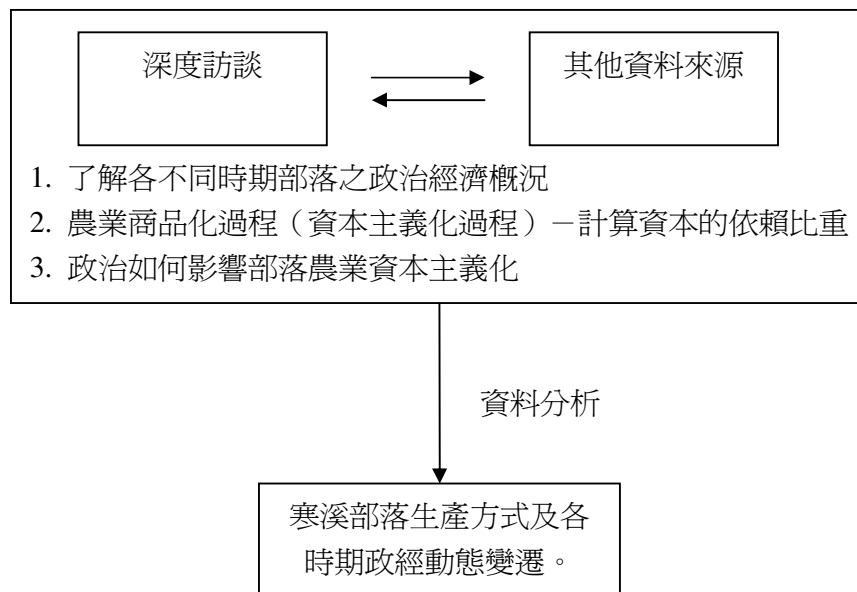 深度訪談
其他資料來源
1. 了解各不同時期部落之政治經濟概況
2. 農業商品化過程（資本主義化過程）－計算資本的依賴比重
3. 政治如何影響部落農業資本主義化
資料分析
寒溪部落生產方式及各
時期政經動態變遷。